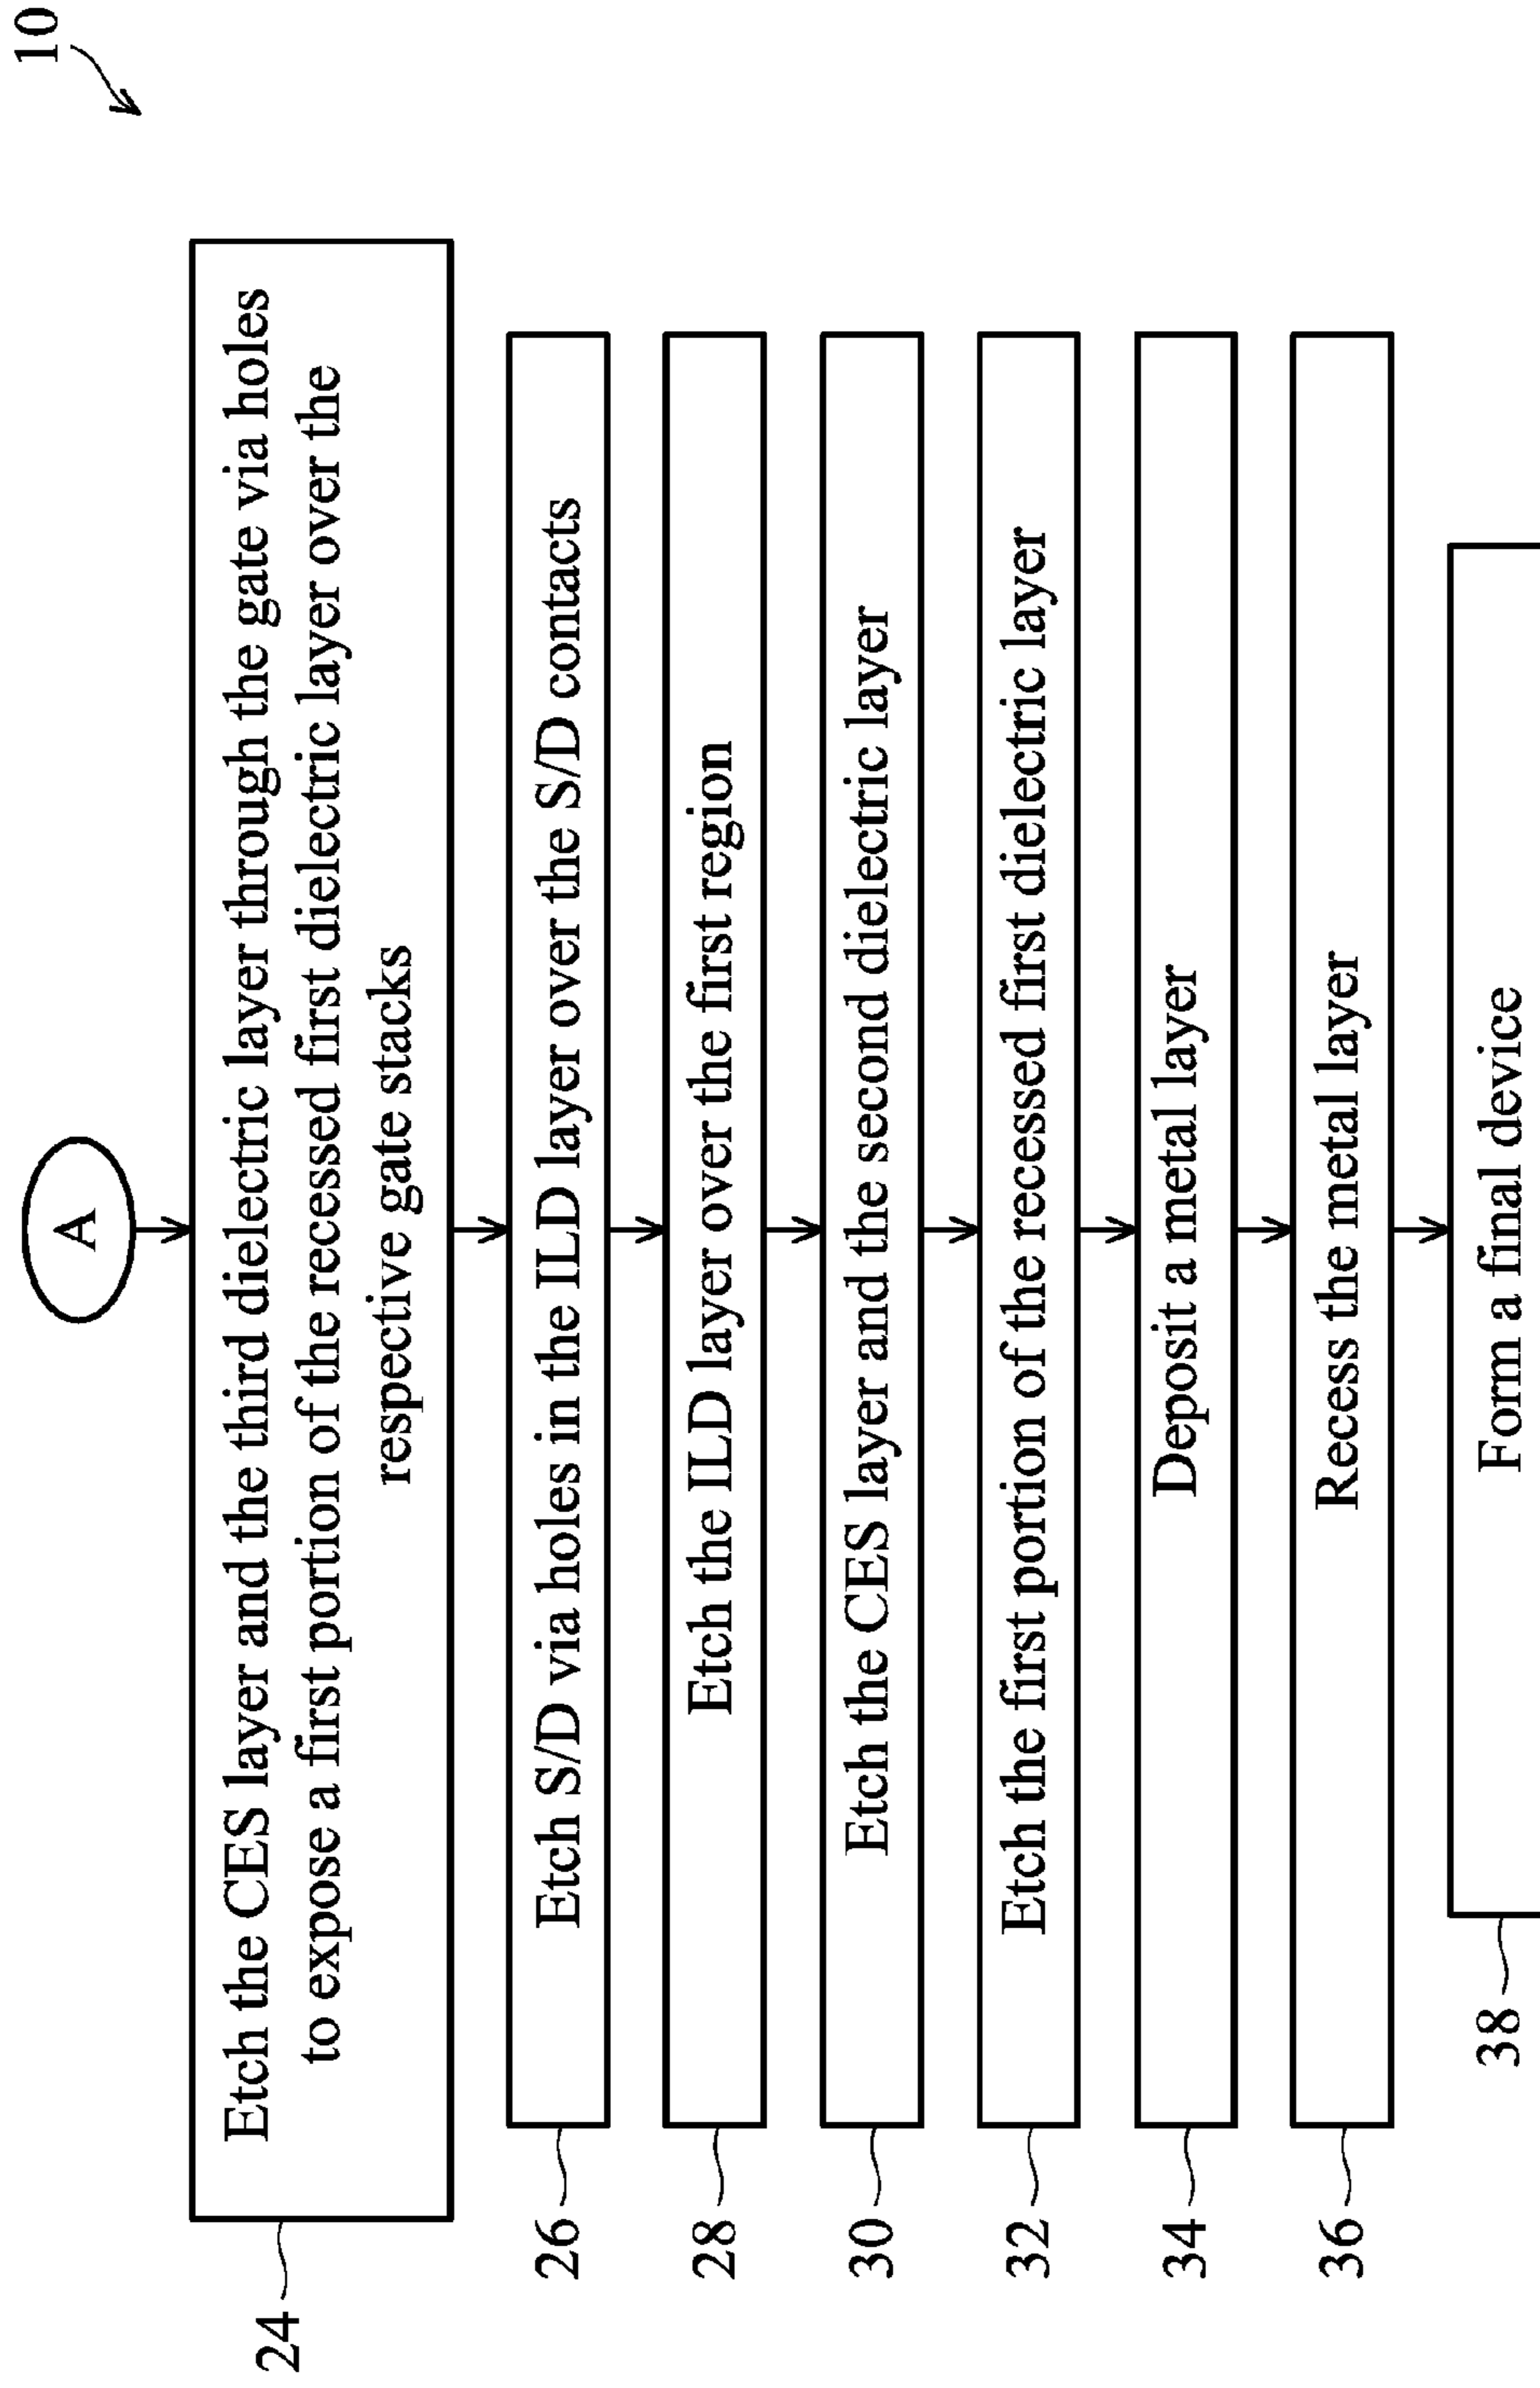 10
A
24
Etch the CES layer and the third dielectric layer through the gate via holes
to expose a first portion of the recessed first dielectric layer over the
respective gate stacks
26
Etch S/D via holes in the ILD layer over the S/D contacts
28
Etch the ILD layer over the first region
30
Etch the CES layer and the second dielectric layer
32
Etch the first portion of the recessed first dielectric layer
34
Deposit a metal layer
36
Recess the metal layer
38
Form a final device